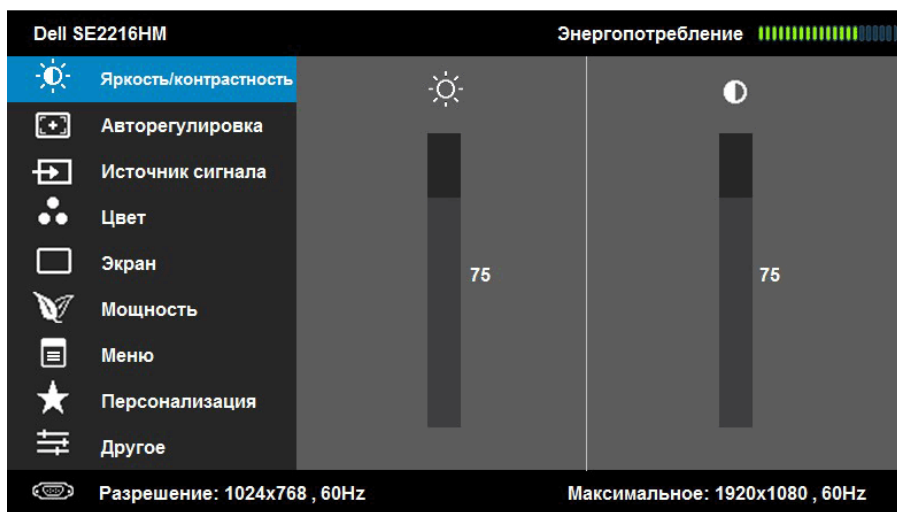 Dell SE2216HM
Энергопотребление
Яркость/контрастность
Авторегулировка
Источник сигнала
Цвет
Экран
75
75
Мощность
Меню
Персонализация
Другое
Разрешение: 1024x768 , 60Hz
Максимальное: 1920x1080 , 60Hz